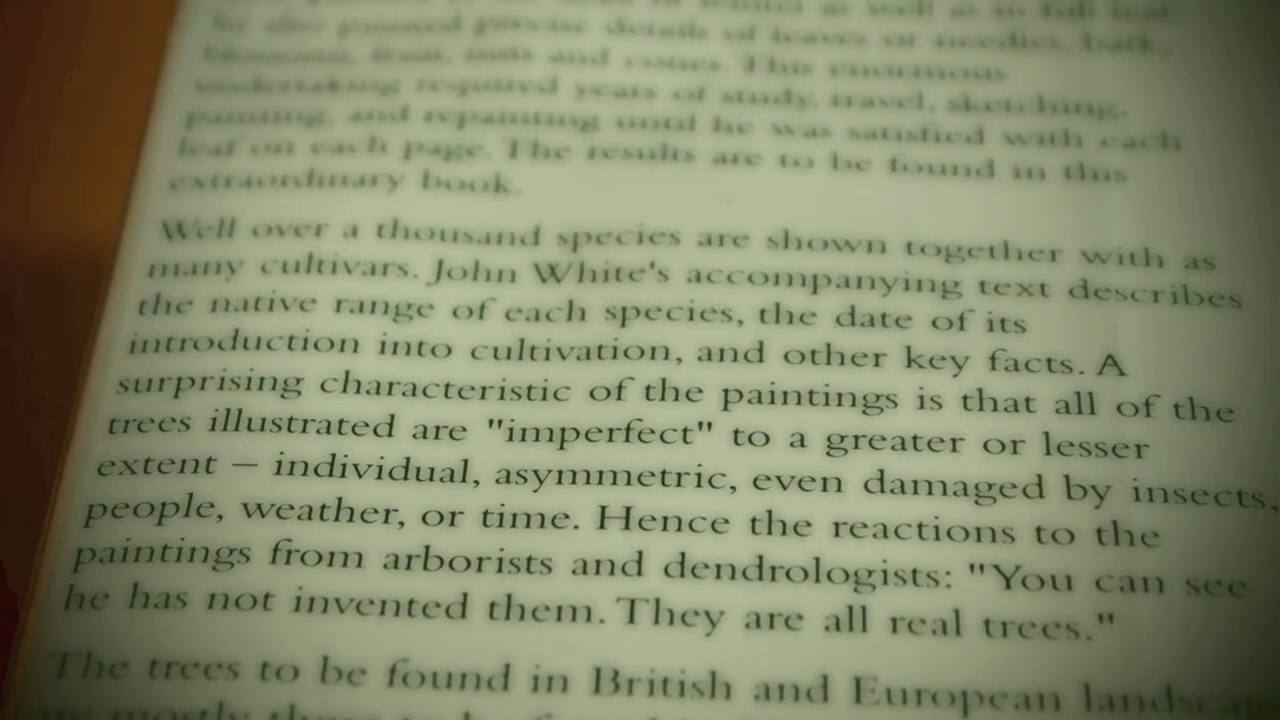 as well as in full leaf,
he also painted precise details of leaves or needles, bark,
blossoms, fruit, nuts and cones. This enormous
undertaking required years of study, travel, sketching,
painting, and repainting until he was satisfied with each
leaf on each page. The results are to be found in this
extraordinary book.
Well over a thousand species are shown together with as
many cultivars. John White's accompanying text describes
the native range of each species, the date of its
introduction into cultivation, and other key facts. A
surprising characteristic of the paintings is that all of the
trees illustrated are "imperfect" to a greater or lesser
extent – individual, asymmetric, even damaged by insects,
people, weather, or time. Hence the reactions to the
paintings from arborists and dendrologists: "You can see
he has not invented them. They are all real trees."
The trees to be found in British and European